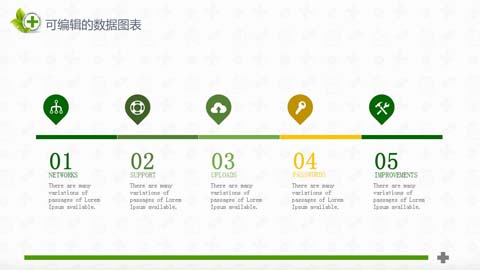 可编辑的数据图表
01
NETWORKS
There are many
variations of
passages of Lorem
Ipsum available.
02
SUPPORT
There are many
variations of
passages of Lorem
Ipsum available.
03
UPLOADS
There are many
variations of
passages of Lorem
Ipsum available.
04
PASSWORDS
There are many
variations of
passages of Lorem
Ipsum available.
05
IMPROVEMENTS
There are many
variations of
passages of Lorem
Ipsum available.